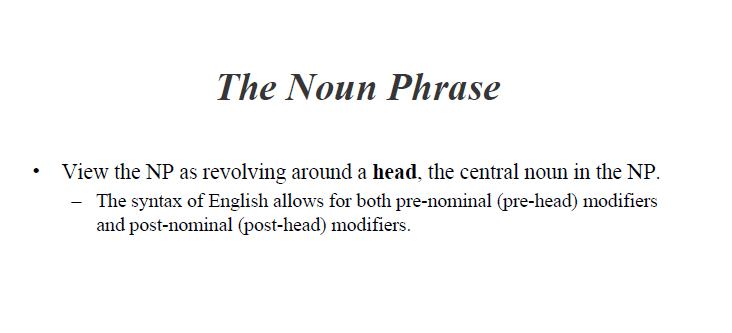 The Noun Phrase
• View the NP as revolving around a head, the central noun in the NP.
– The syntax of English allows for both pre-nominal (pre-head) modifiers
and post-nominal (post-head) modifiers.